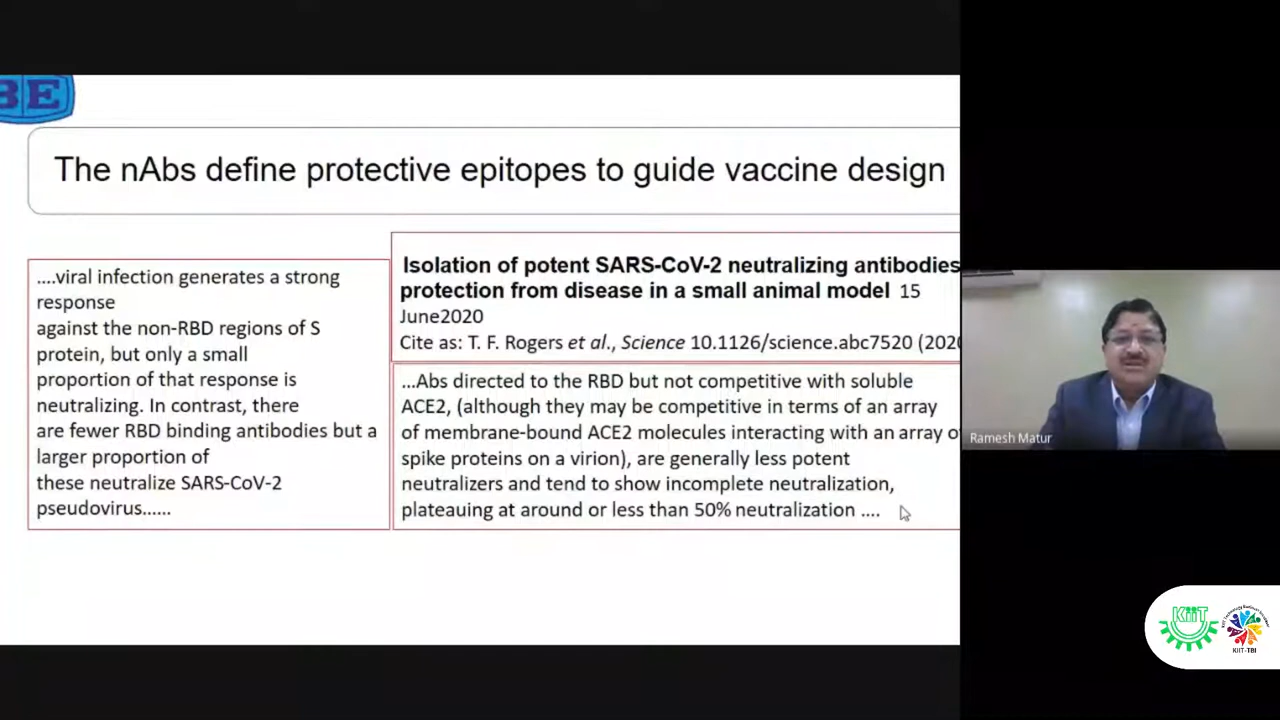 BE
The nAbs define protective epitopes to guide vaccine design
....viral infection generates a strong
response
against the non-RBD regions of S
protein, but only a small
proportion of that response is
neutralizing. In contrast, there
are fewer RBD binding antibodies but a
larger proportion of
these neutralize SARS-CoV-2
pseudovirus......
Isolation of potent SARS-CoV-2 neutralizing antibodies
protection from disease in a small animal model 15
June2020
Cite as: T. F. Rogers et al., Science 10.1126/science.abc7520 (2020
...Abs directed to the RBD but not competitive with soluble
ACE2, (although they may be competitive in terms of an array
of membrane-bound ACE2 molecules interacting with an array o
spike proteins on a virion), are generally less potent
neutralizers and tend to show incomplete neutralization,
plateauing at around or less than 50% neutralization ....
Ramesh Matur
KiiT
KIIT-TBI